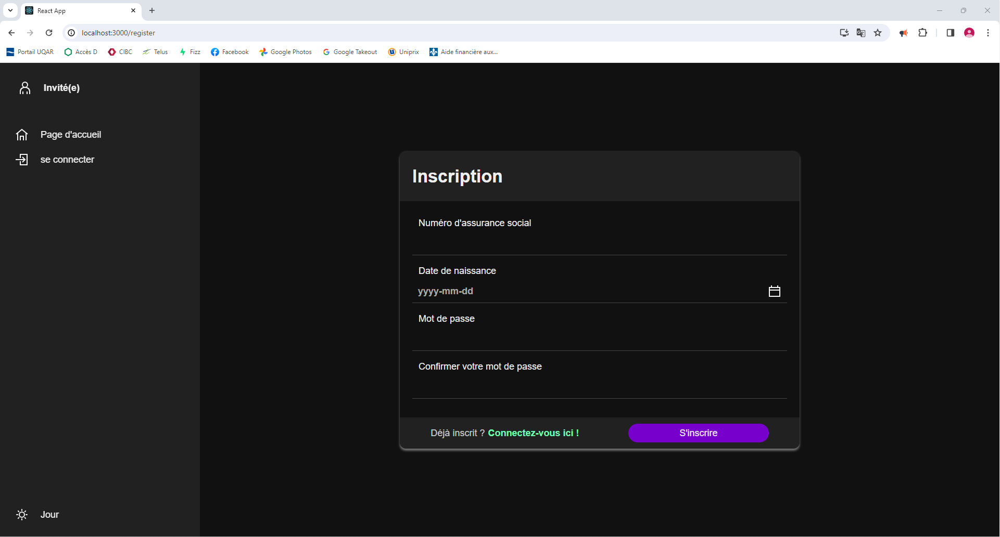 React App
localhost:3000/register
Portail UQAR Accès D CIBC Telus Fizz Facebook Google Photos Google Takeout Uniprix Aide financière aux...
Invité(e)
Page d'accueil
se connecter
Inscription
Numéro d'assurance social
Date de naissance
yyyy-mm-dd
Mot de passe
Confirmer votre mot de passe
Déjà inscrit ? Connectez-vous ici ! S'inscrire
Jour